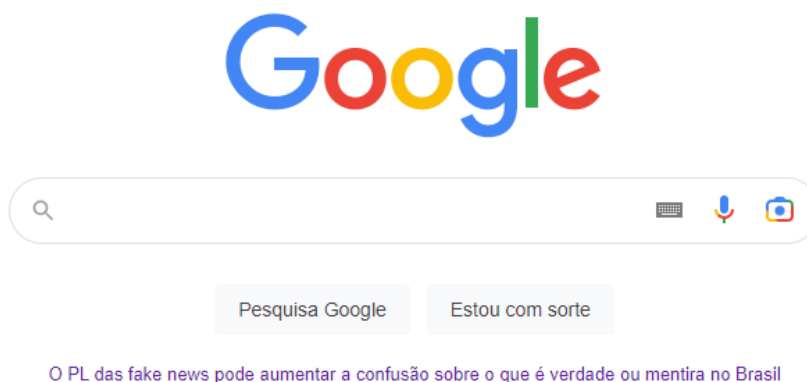 Google
Pesquisa Google
Estou com sorte
O PL das fake news pode aumentar a confusão sobre o que é verdade ou mentira no Brasil